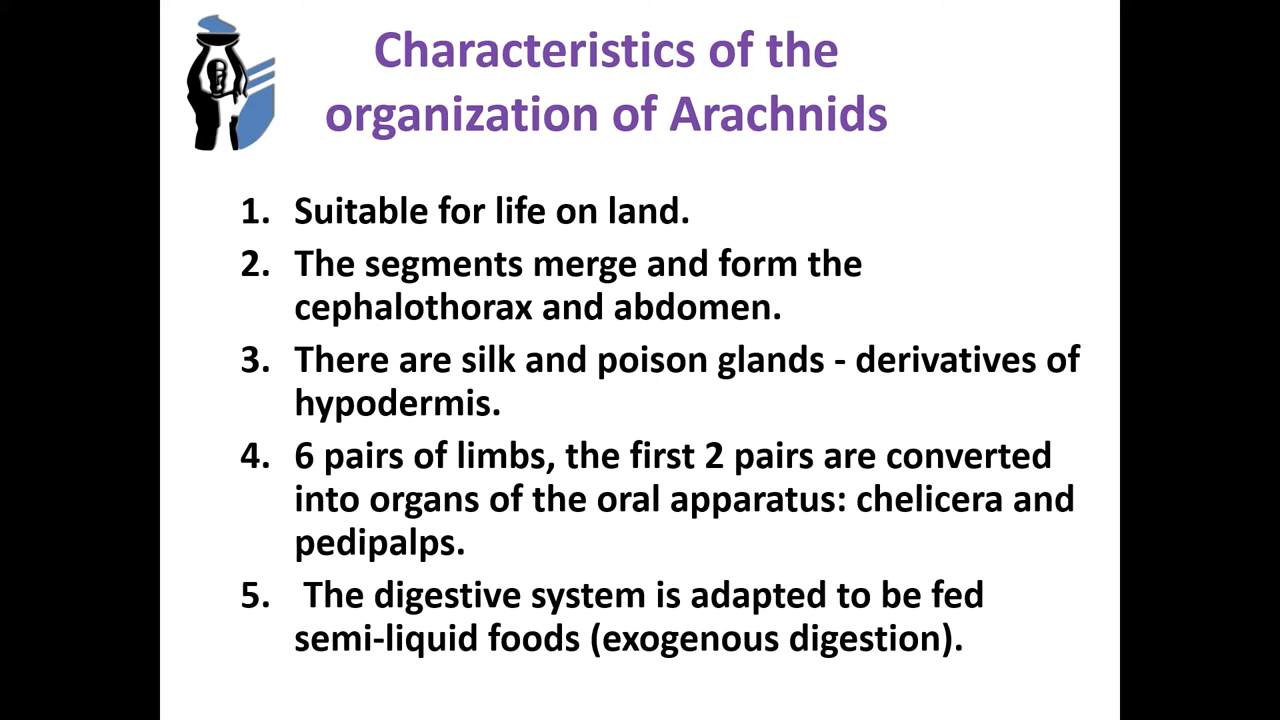 Characteristics of the
organization of Arachnids
1. Suitable for life on land.
2. The segments merge and form the
cephalothorax and abdomen.
3. There are silk and poison glands - derivatives of
hypodermis.
4. 6 pairs of limbs, the first 2 pairs are converted
into organs of the oral apparatus: chelicera and
pedipalps.
5. The digestive system is adapted to be fed
semi-liquid foods (exogenous digestion).